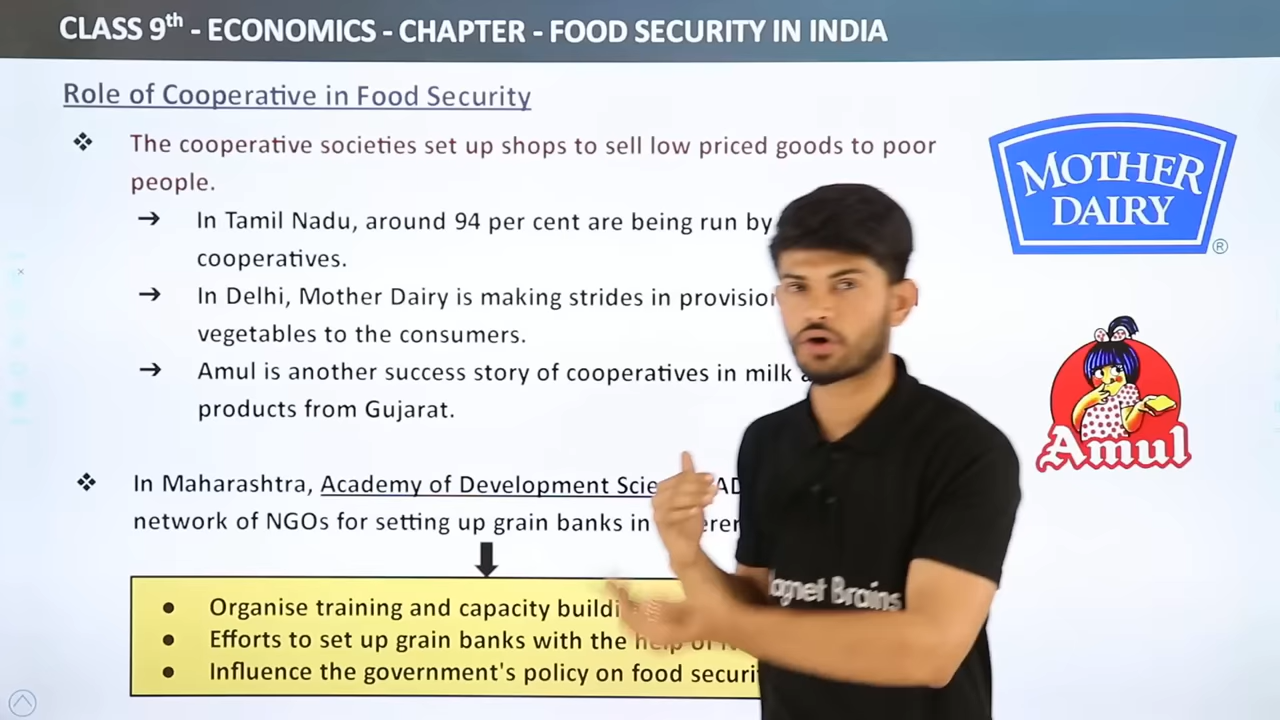 CLASS 9th - ECONOMICS - CHAPTER - FOOD SECURITY IN INDIA
Role of Cooperative in Food Security
❖ The cooperative societies set up shops to sell low priced goods to poor
people.
➔ In Tamil Nadu, around 94 per cent are being run by
cooperatives.
➔ In Delhi, Mother Dairy is making strides in
vegetables to the consumers.
➔ Amul is another success story of cooperatives in milk
products from Gujarat.
❖ In Maharashtra, Academy of Development
network of NGOs for setting up grain banks in
● Organise training and capacity
● Efforts to set up grain banks with the help of
● Influence the government's policy on food
MOTHER
DAIRY
®
Amul
Magnet Brains